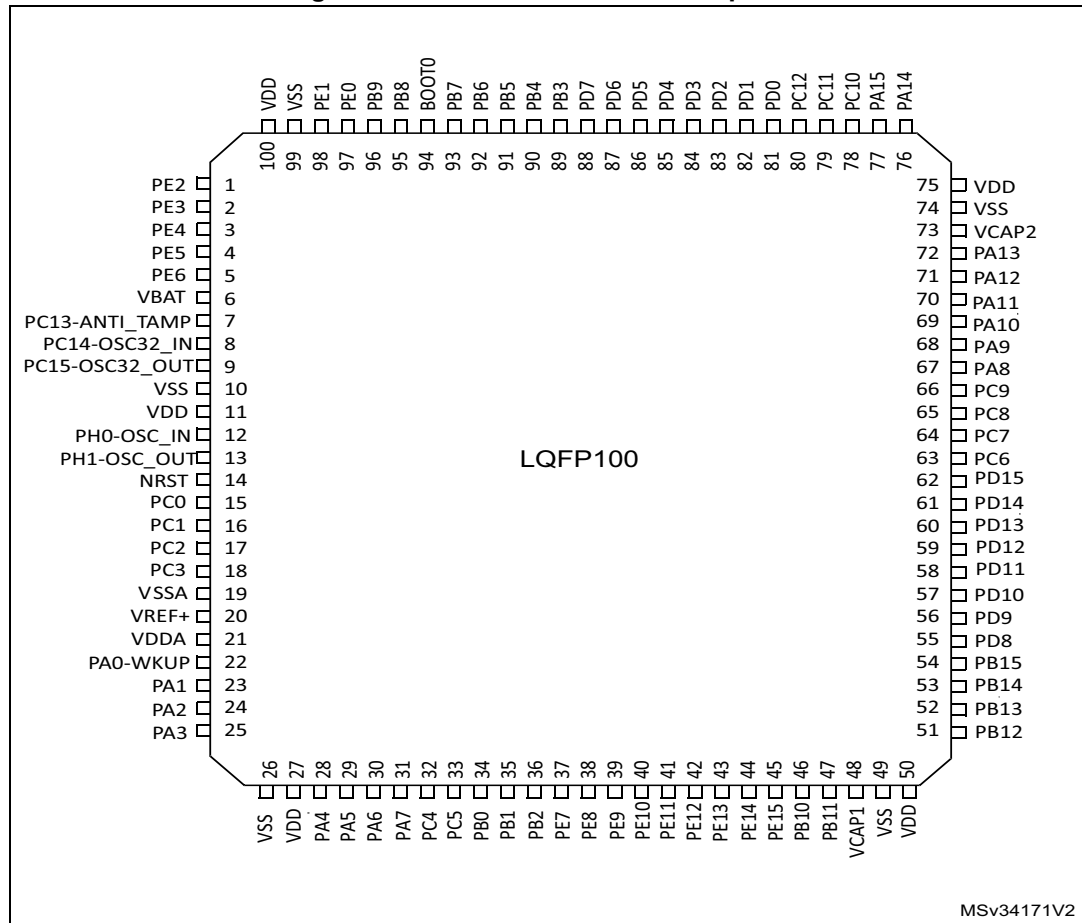 VDD VSS PE1 PE0 PB9 PB8 BOOT0 PB7 PB6 PB5 PB4 PB3 PD7 PD6 PD5 PD4 PD3 PD2 PD1 PD0 PC12 PC11 PC10 PA15 PA14
100 99 98 97 96 95 94 93 92 91 90 89 88 87 86 85 84 83 82 81 80 79 78 77 76
PE2 1 75 VDD
PE3 2 74 VSS
PE4 3 73 VCAP2
PE5 4 72 PA13
PE6 5 71 PA12
VBAT 6 70 PA11
PC13-ANTI_TAMP 7 69 PA10
PC14-OSC32_IN 8 68 PA9
PC15-OSC32_OUT 9 67 PA8
VSS 10 66 PC9
VDD 11 65 PC8
PH0-OSC_IN 12 64 PC7
PH1-OSC_OUT 13 LQFP100 63 PC6
NRST 14 62 PD15
PC0 15 61 PD14
PC1 16 60 PD13
PC2 17 59 PD12
PC3 18 58 PD11
VSSA 19 57 PD10
VREF+ 20 56 PD9
VDDA 21 55 PD8
PA0-WKUP 22 54 PB15
PA1 23 53 PB14
PA2 24 52 PB13
PA3 25 51 PB12
26 27 28 29 30 31 32 33 34 35 36 37 38 39 40 41 42 43 44 45 46 47 48 49 50
VSS VDD PA4 PA5 PA6 PA7 PC4 PC5 PB0 PB1 PB2 PE7 PE8 PE9 PE10 PE11 PE12 PE13 PE14 PE15 PB10 PB11 VCAP1 VSS VDD
MSv34171V2